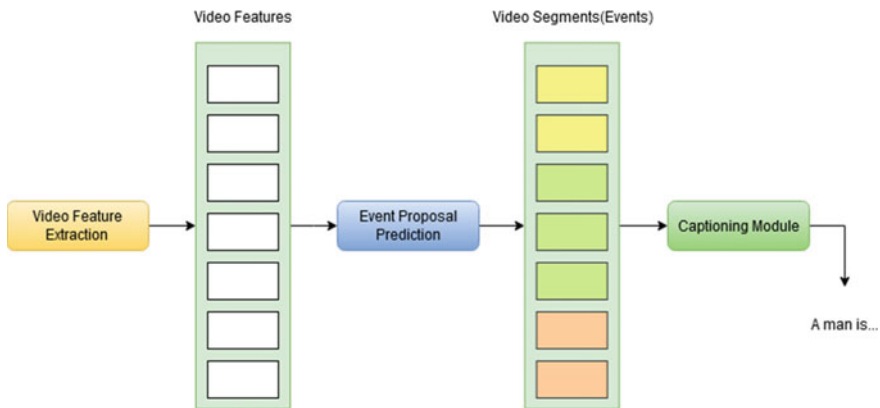 Video Features
Video Segments(Events)
Video Feature
Extraction
Event Proposal
Prediction
Captioning Module
A man is...